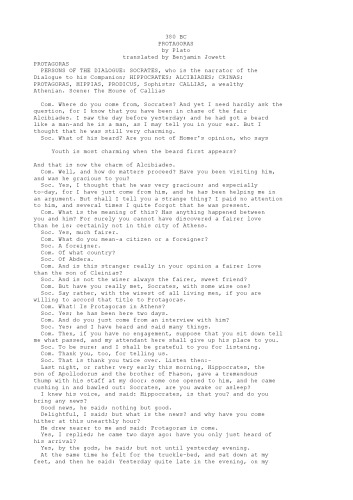 380 BC
PROTAGORAS
by Plato
translated by Benjamin Jowett
PROTAGORAS
PERSONS OF THE DIALOGUE: SOCRATES, who is the narrator of the
Dialogue to his Companion; HIPPOCRATES; ALCIBIADES; CRITIAS;
PROTAGORAS, HIPPIAS, PRODICUS, Sophists; CALLIAS, a wealthy
Athenian. Scene: The House of Callias

Com. Where do you come from, Socrates? And yet I need hardly ask the
question, for I know that you have been in chase of the fair
Alcibiades. I saw the day before yesterday; and he had got a beard
like a man-and he is a man, as I may tell you in your ear. But I
thought that he was still very charming.
Soc. What of his beard? Are you not of Homer's opinion, who says

Youth is most charming when the beard first appears?

And that is now the charm of Alcibiades.
Com. Well, and how do matters proceed? Have you been visiting him,
and was he gracious to you?
Soc. Yes, I thought that he was very gracious; and especially
to-day, for I have just come from him, and he has been helping me in
an argument. But shall I tell you a strange thing? I paid no attention
to him, and several times I quite forgot that he was present.
Com. What is the meaning of this? Has anything happened between
you and him? For surely you cannot have discovered a fairer love
than he is; certainly not in this city of Athens.
Soc. Yes, much fairer.
Com. What do you mean-a citizen or a foreigner?
Soc. A foreigner.
Com. Of what country?
Soc. Of Abdera.
Com. And is this stranger really in your opinion a fairer love
than the son of Cleinias?
Soc. And is not the wiser always the fairer, sweet friend?
Com. But have you really met, Socrates, with some wise one?
Soc. Say rather, with the wisest of all living men, if you are
willing to accord that title to Protagoras.
Com. What! Is Protagoras in Athens?
Soc. Yes; he has been here two days.
Com. And do you just come from an interview with him?
Soc. Yes; and I have heard and said many things.
Com. Then, if you have no engagement, suppose that you sit down tell
me what passed, and my attendant here shall give up his place to you.
Soc. To be sure; and I shall be grateful to you for listening.
Com. Thank you, too, for telling us.
Soc. That is thank you twice over. Listen then:-
Last night, or rather very early this morning, Hippocrates, the
son of Apollodorus and the brother of Phason, gave a tremendous
thump with his staff at my door; some one opened to him, and he came
rushing in and bawled out: Socrates, are you awake or asleep?
I knew his voice, and said: Hippocrates, is that you? and do you
bring any news?
Good news, he said; nothing but good.
Delightful, I said; but what is the news? and why have you come
hither at this unearthly hour?
He drew nearer to me and said: Protagoras is come.
Yes, I replied; he came two days ago: have you only just heard of
his arrival?
Yes, by the gods, he said; but not until yesterday evening.
At the same time he felt for the truckle-bed, and sat down at my
feet, and then he said: Yesterday quite late in the evening, on my